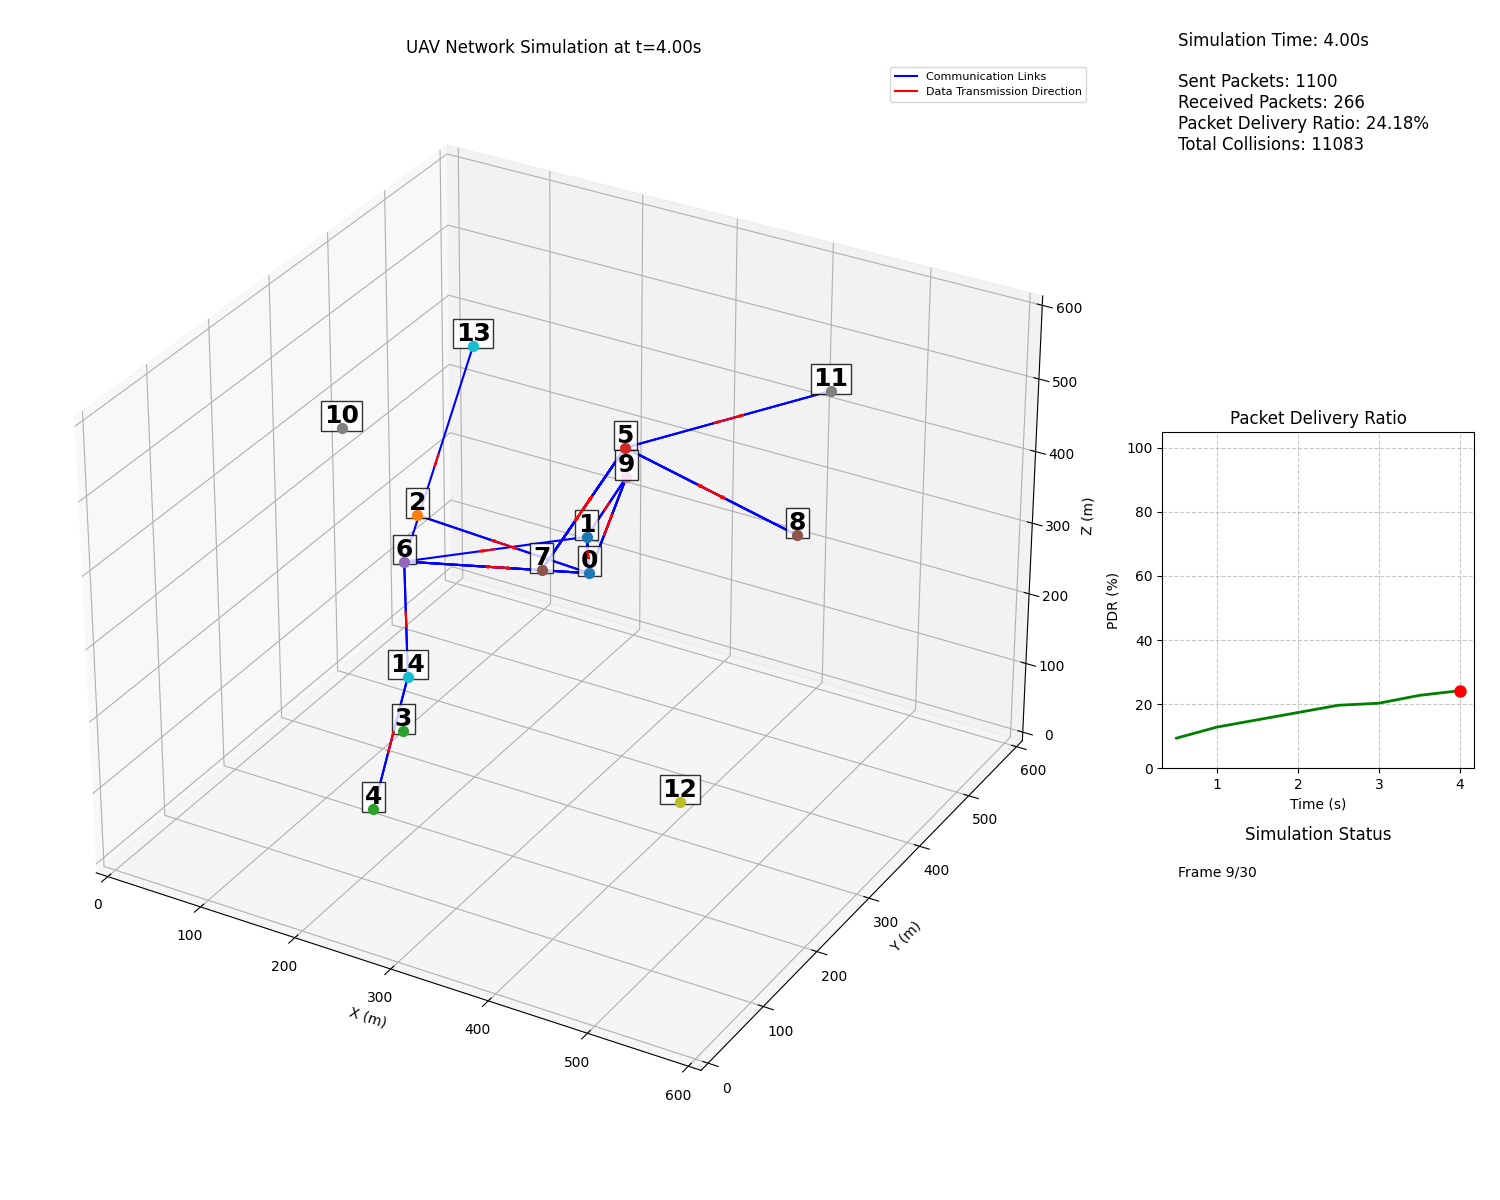 UAV Network Simulation at t=4.00s
Communication Links
Data Transmission Direction
Simulation Time: 4.00s
Sent Packets: 1100
Received Packets: 266
Packet Delivery Ratio: 24.18%
Total Collisions: 11083
13
10
11
5
9
2
1
8
6
7
0
14
3
4
12
600
500
400
300
200
100
0
Z (m)
0
100
200
300
400
500
600
X (m)
0
100
200
300
400
500
600
Y (m)
Packet Delivery Ratio
100
80
60
40
20
0
PDR (%)
1
2
3
4
Time (s)
Simulation Status
Frame 9/30